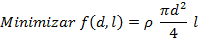 Minimizar f(d, l) = ρ πd²/4 l